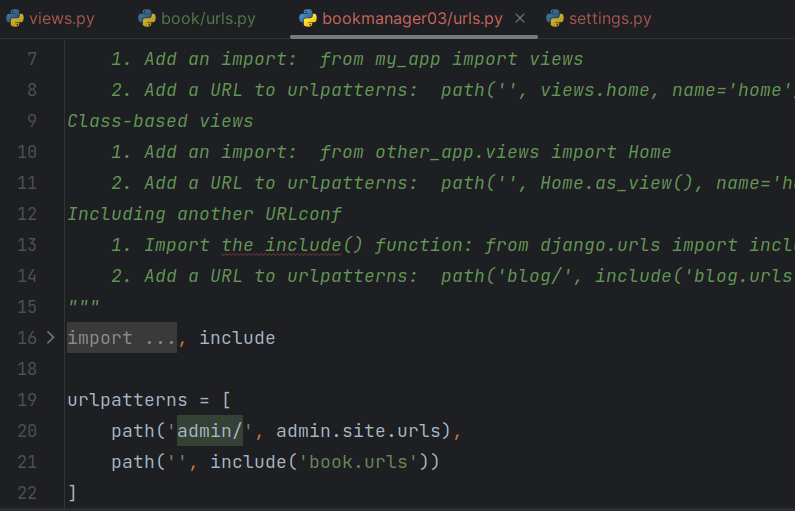 views.py book/urls.py bookmanager03/urls.py settings.py
7 1. Add an import:  from my_app import views
8 2. Add a URL to urlpatterns:  path('', views.home, name='home'
9 Class-based views
10 1. Add an import:  from other_app.views import Home
11 2. Add a URL to urlpatterns:  path('', Home.as_view(), name='ho
12 Including another URLconf
13 1. Import the include() function: from django.urls import inclu
14 2. Add a URL to urlpatterns:  path('blog/', include('blog.urls
15 """
16 import ..., include
18
19 urlpatterns = [
20 path('admin/', admin.site.urls),
21 path('', include('book.urls'))
22 ]